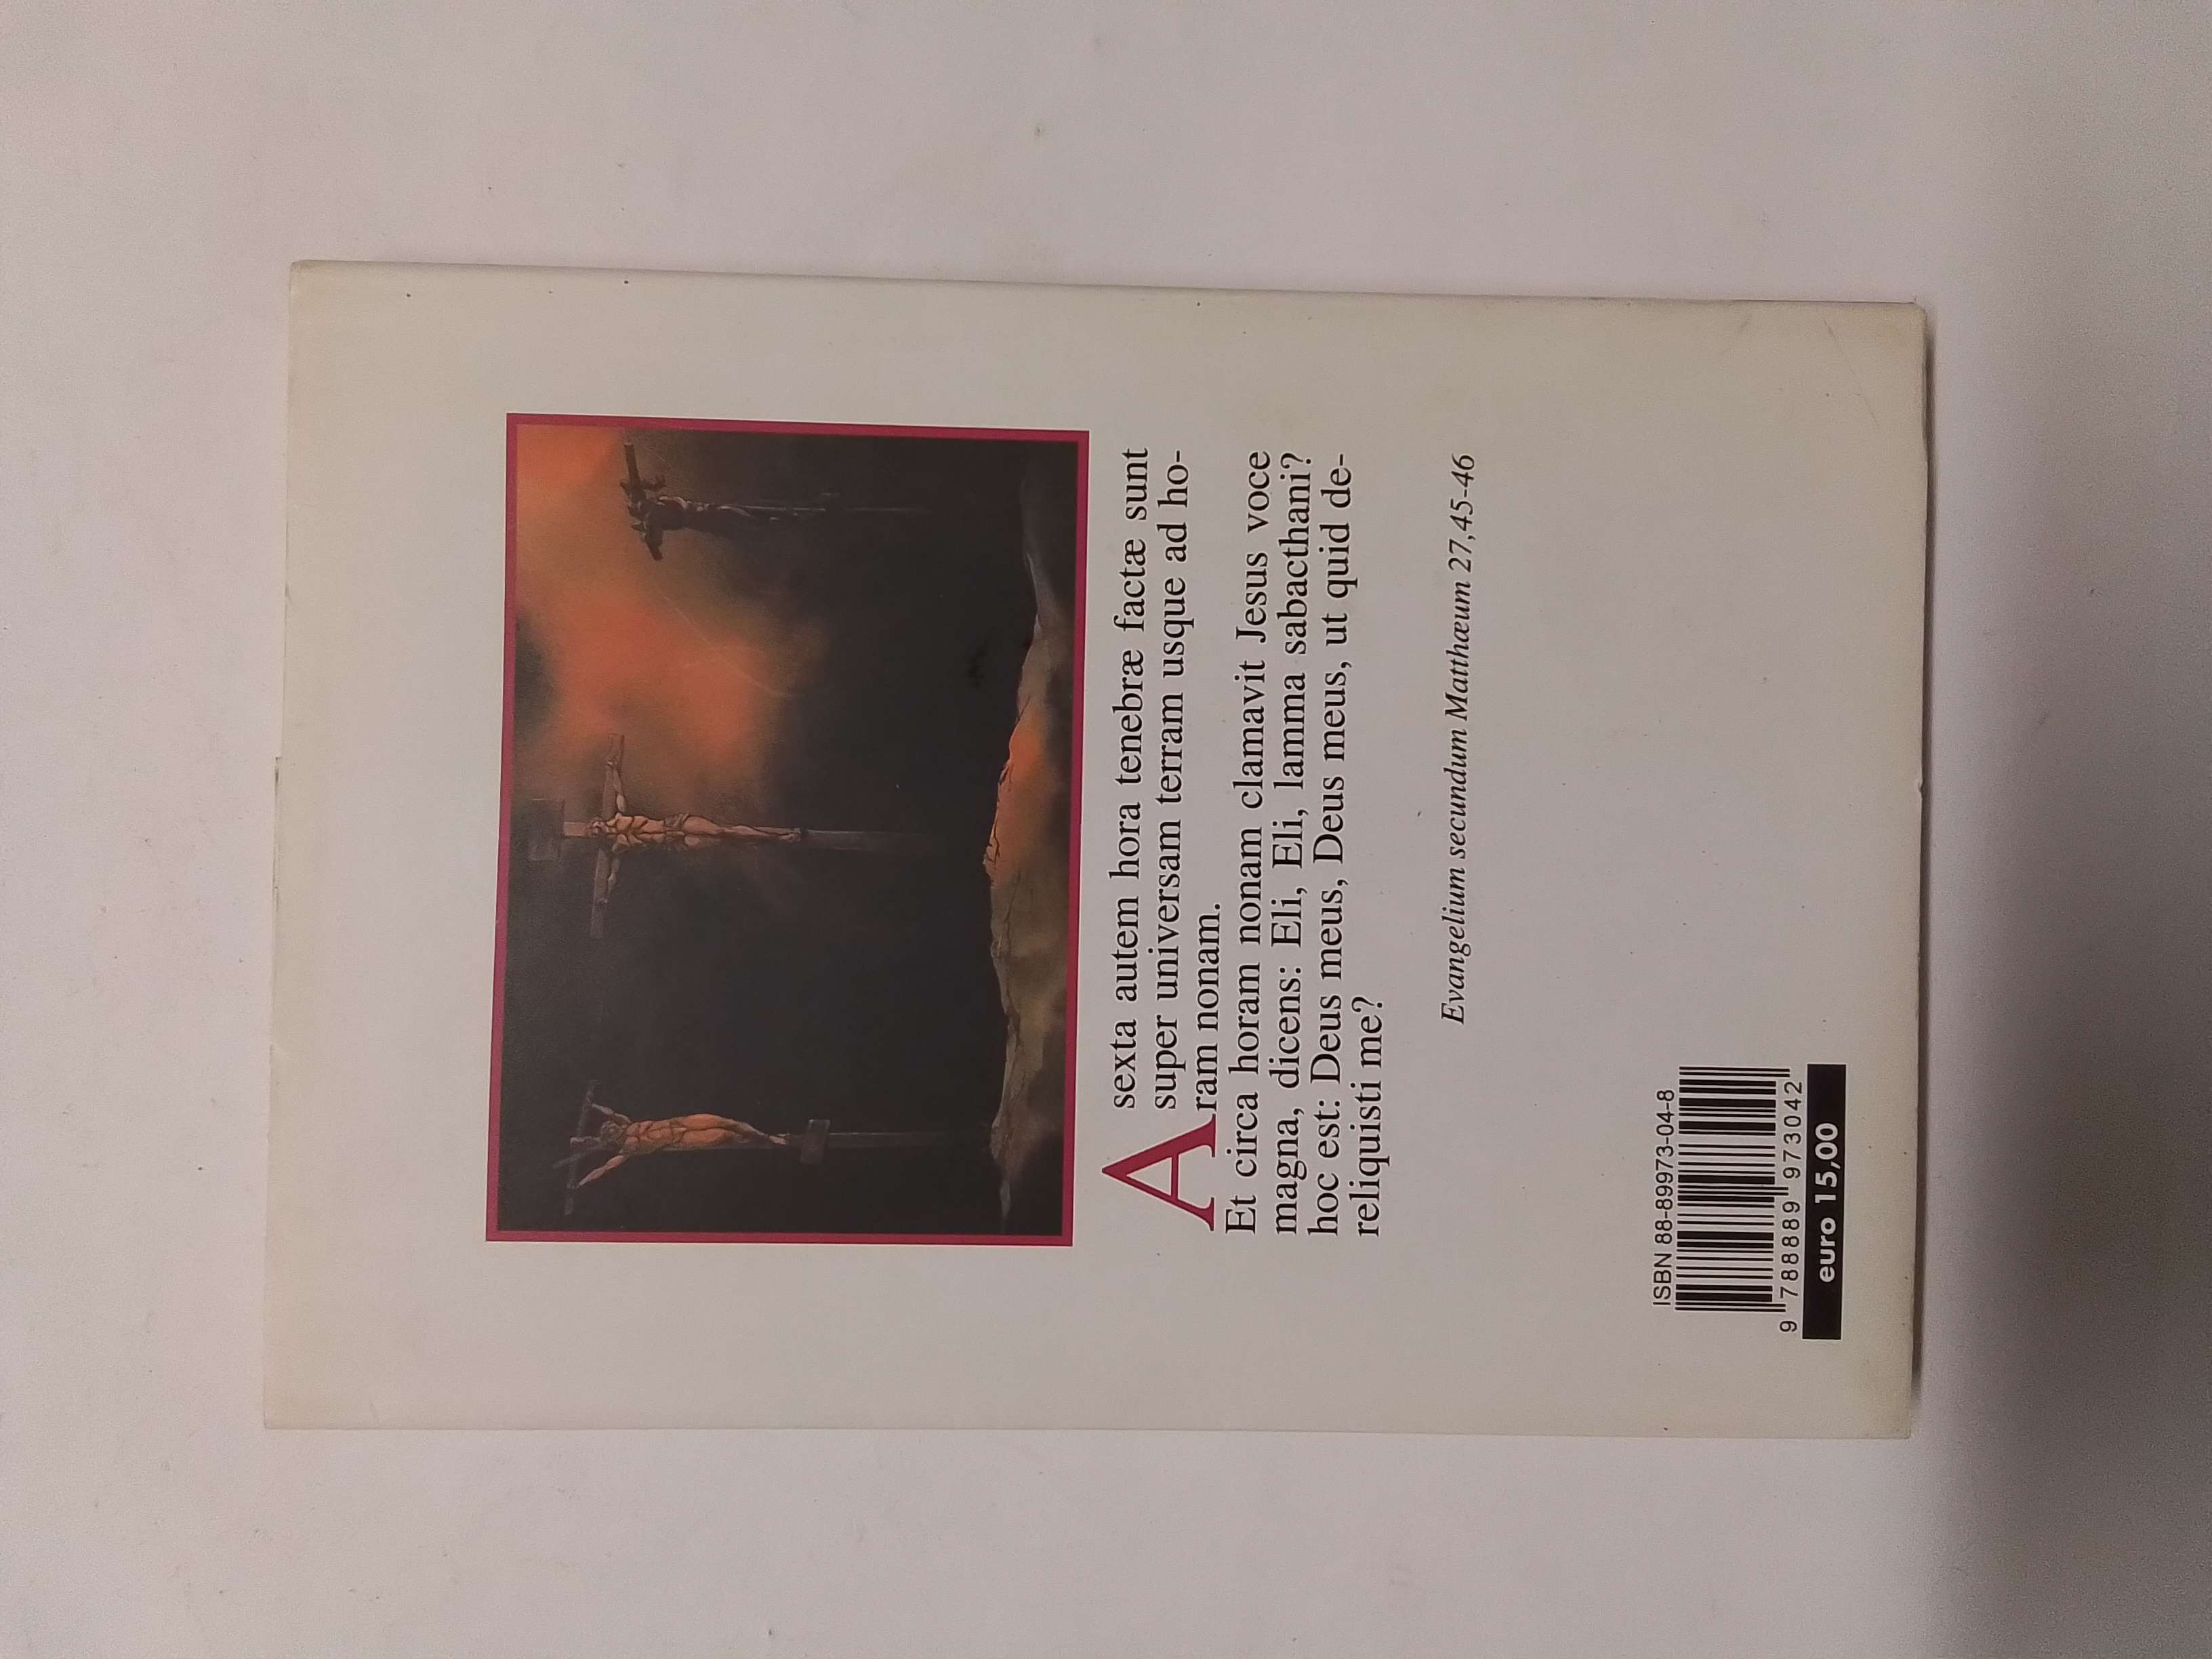 A sexta autem hora tenebræ factæ sunt
super universam terram usque ad ho-
ram nonam.
Et circa horam nonam clamavit Jesus voce
magna, dicens: Eli, Eli, lamma sabacthani?
hoc est: Deus meus, Deus meus, ut quid de-
reliquisti me?
Evangelium secundum Matthæum 27,45-46
ISBN 88-89973-04-8
9 788889 973042
euro 15,00